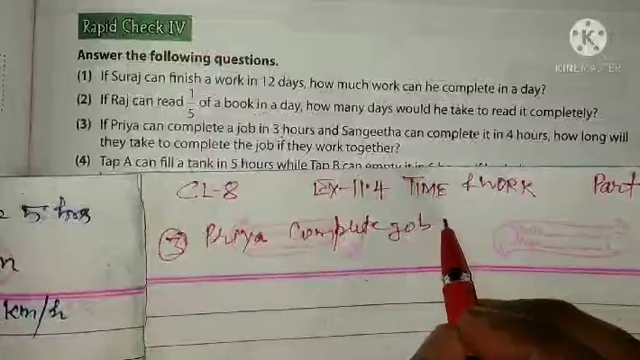 Rapid Check IV
K
KINEMASTER
Answer the following questions.
(1) If Suraj can finish a work in 12 days, how much work can he complete in a day?
(2) If Raj can read 1/5 of a book in a day, how many days would he take to read it completely?
(3) If Priya can complete a job in 3 hours and Sangeetha can complete it in 4 hours, how long will
they take to complete the job if they work together?
(4) Tap A can fill a tank in 5 hours while Tap B can empty it in
CL-8 EX-11.4 TIME & WORK Part
5 hrs
(3) Priya Complete job
n
km/h